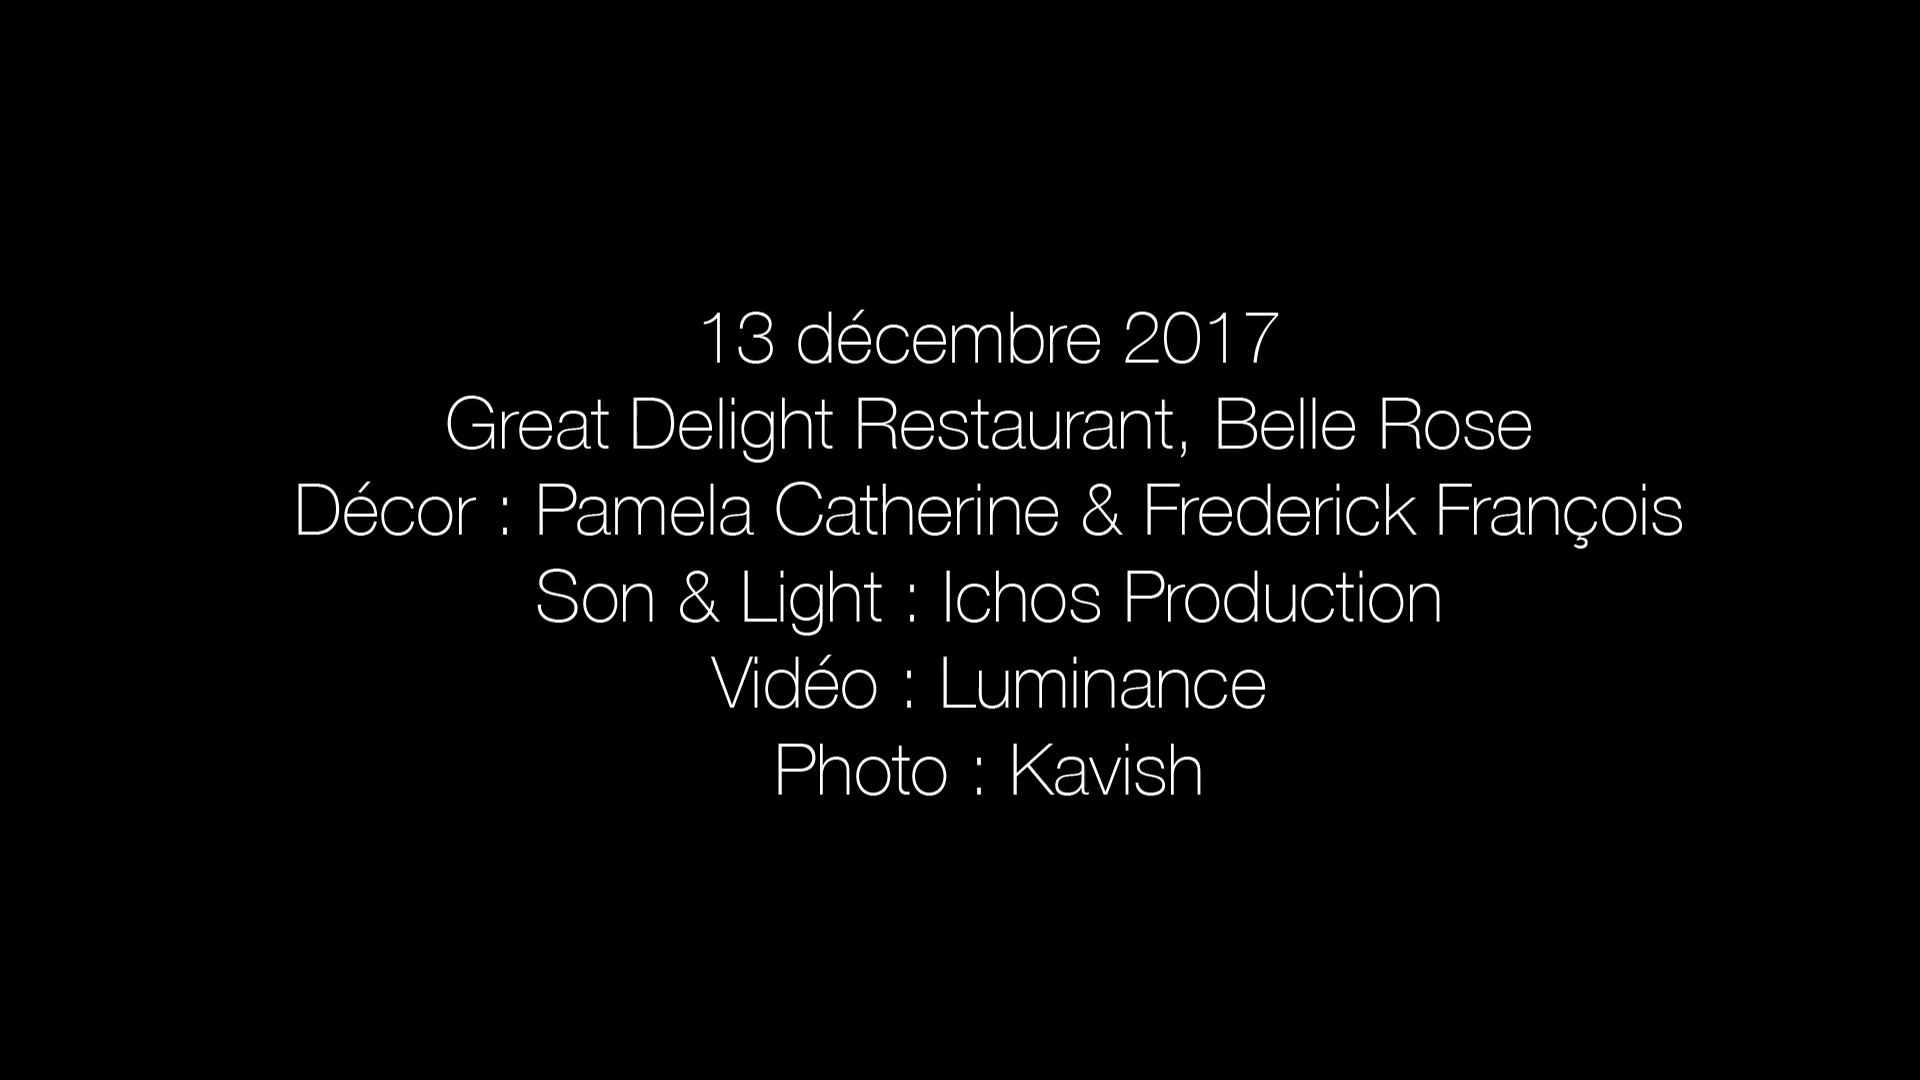 13 décembre 2017
Great Delight Restaurant, Belle Rose
Décor : Pamela Catherine & Frederick François
Son & Light : Ichos Production
Vidéo : Luminance
Photo : Kavish